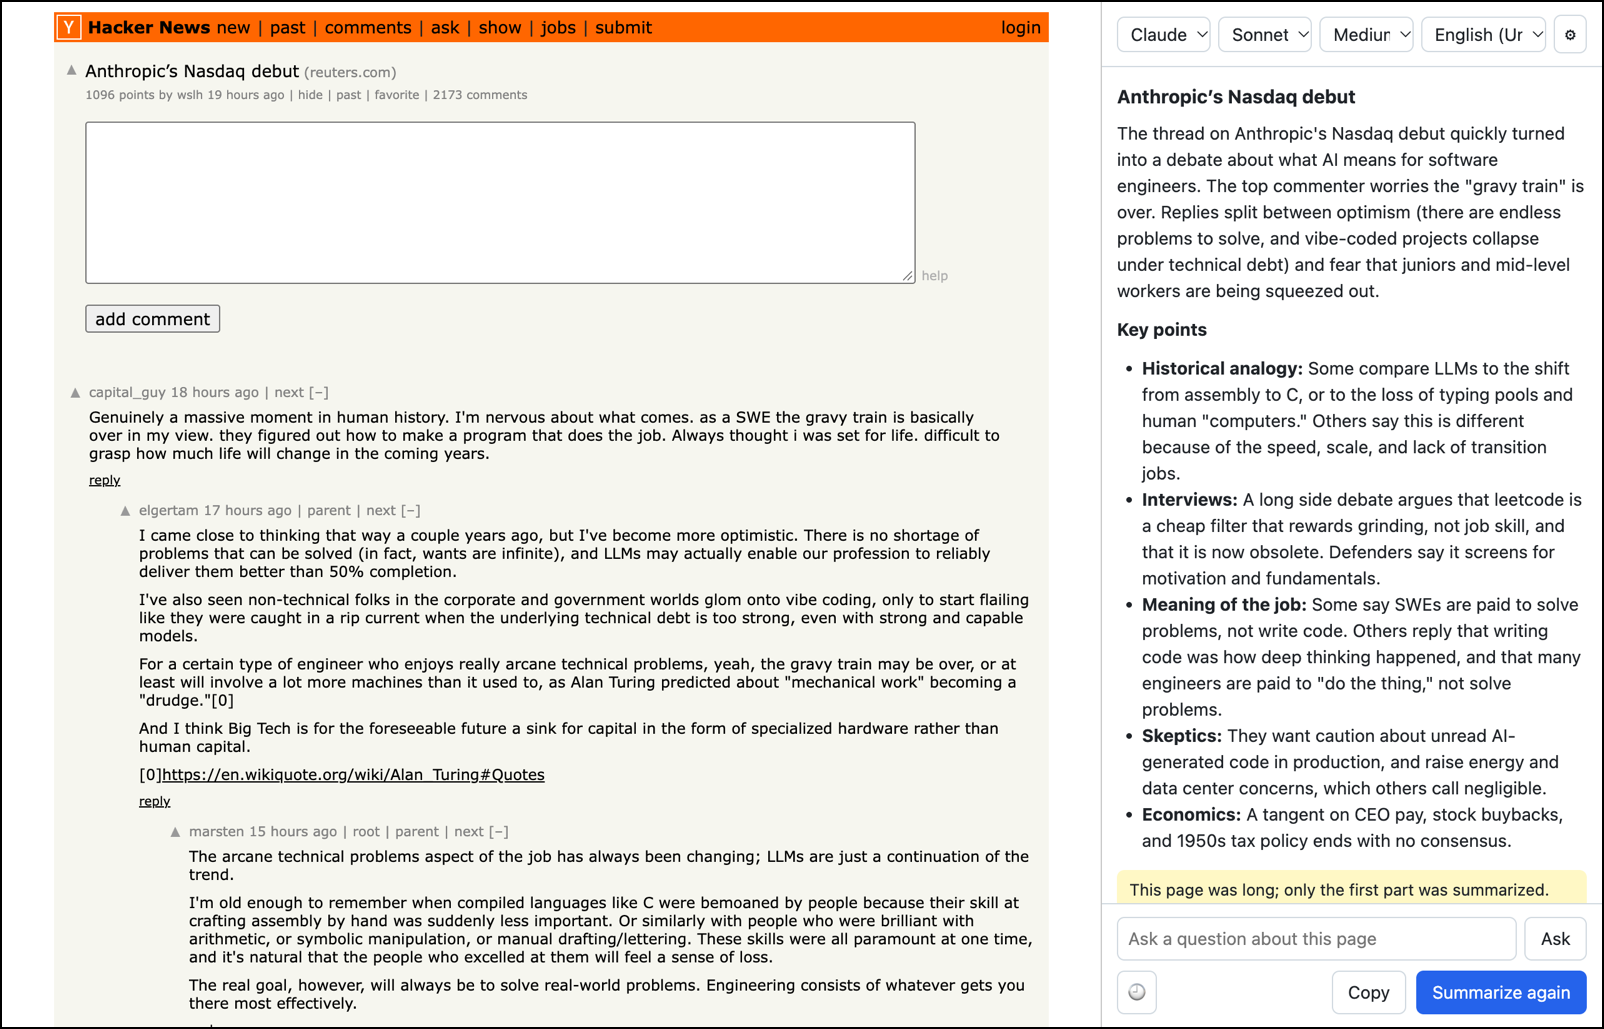 Y Hacker News new | past | comments | ask | show | jobs | submit login
▲ Anthropic’s Nasdaq debut (reuters.com)
1096 points by wslh 19 hours ago | hide | past | favorite | 2173 comments
help
add comment
▲ capital_guy 18 hours ago | next [–]
Genuinely a massive moment in human history. I'm nervous about what comes. as a SWE the gravy train is basically
over in my view. they figured out how to make a program that does the job. Always thought i was set for life. difficult to
grasp how much life will change in the coming years.
reply
▲ elgertam 17 hours ago | parent | next [–]
I came close to thinking that way a couple years ago, but I've become more optimistic. There is no shortage of
problems that can be solved (in fact, wants are infinite), and LLMs may actually enable our profession to reliably
deliver them better than 50% completion.
I've also seen non-technical folks in the corporate and government worlds glom onto vibe coding, only to start flailing
like they were caught in a rip current when the underlying technical debt is too strong, even with strong and capable
models.
For a certain type of engineer who enjoys really arcane technical problems, yeah, the gravy train may be over, or at
least will involve a lot more machines than it used to, as Alan Turing predicted about "mechanical work" becoming a
"drudge."[0]
And I think Big Tech is for the foreseeable future a sink for capital in the form of specialized hardware rather than
human capital.
[0]https://en.wikiquote.org/wiki/Alan_Turing#Quotes
reply
▲ marsten 15 hours ago | root | parent | next [–]
The arcane technical problems aspect of the job has always been changing; LLMs are just a continuation of the
trend.
I'm old enough to remember when compiled languages like C were bemoaned by people because their skill at
crafting assembly by hand was suddenly less important. Or similarly with people who were brilliant with
arithmetic, or symbolic manipulation, or manual drafting/lettering. These skills were all paramount at one time,
and it's natural that the people who excelled at them will feel a sense of loss.
The real goal, however, will always be to solve real-world problems. Engineering consists of whatever gets you
there most effectively.
Claude Sonnet Mediur English (Ur
Anthropic’s Nasdaq debut
The thread on Anthropic's Nasdaq debut quickly turned
into a debate about what AI means for software
engineers. The top commenter worries the "gravy train" is
over. Replies split between optimism (there are endless
problems to solve, and vibe-coded projects collapse
under technical debt) and fear that juniors and mid-level
workers are being squeezed out.
Key points
• Historical analogy: Some compare LLMs to the shift
from assembly to C, or to the loss of typing pools and
human "computers." Others say this is different
because of the speed, scale, and lack of transition
jobs.
• Interviews: A long side debate argues that leetcode is
a cheap filter that rewards grinding, not job skill, and
that it is now obsolete. Defenders say it screens for
motivation and fundamentals.
• Meaning of the job: Some say SWEs are paid to solve
problems, not write code. Others reply that writing
code was how deep thinking happened, and that many
engineers are paid to "do the thing," not solve
problems.
• Skeptics: They want caution about unread AI-
generated code in production, and raise energy and
data center concerns, which others call negligible.
• Economics: A tangent on CEO pay, stock buybacks,
and 1950s tax policy ends with no consensus.
This page was long; only the first part was summarized.
Ask a question about this page
Ask
Copy
Summarize again